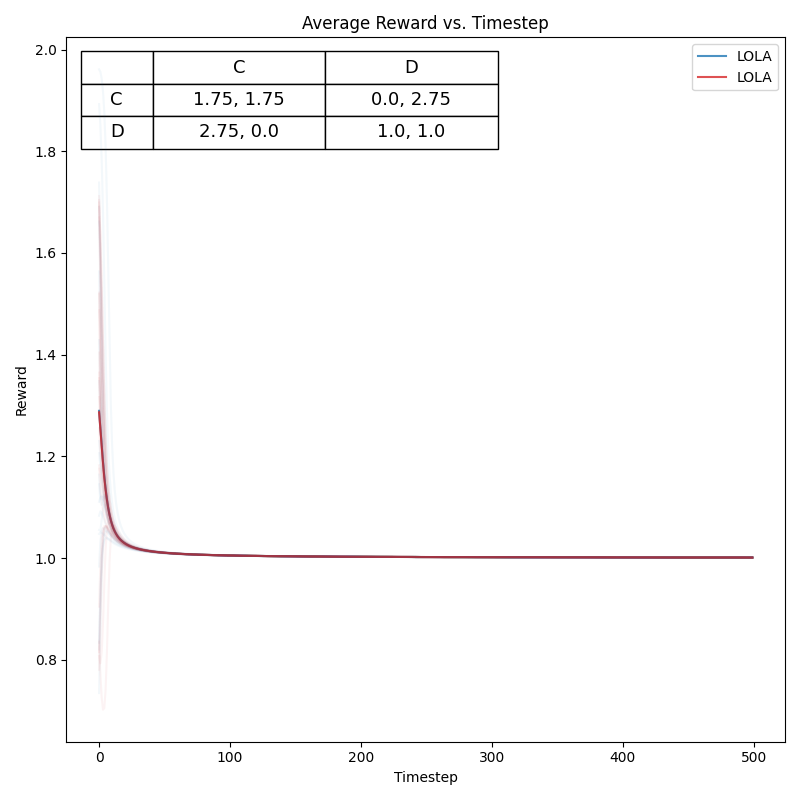 Average Reward vs. Timestep
LOLA
LOLA
C D
C 1.75, 1.75 0.0, 2.75
D 2.75, 0.0 1.0, 1.0
2.0
1.8
1.6
1.4
1.2
1.0
0.8
Reward
0 100 200 300 400 500
Timestep